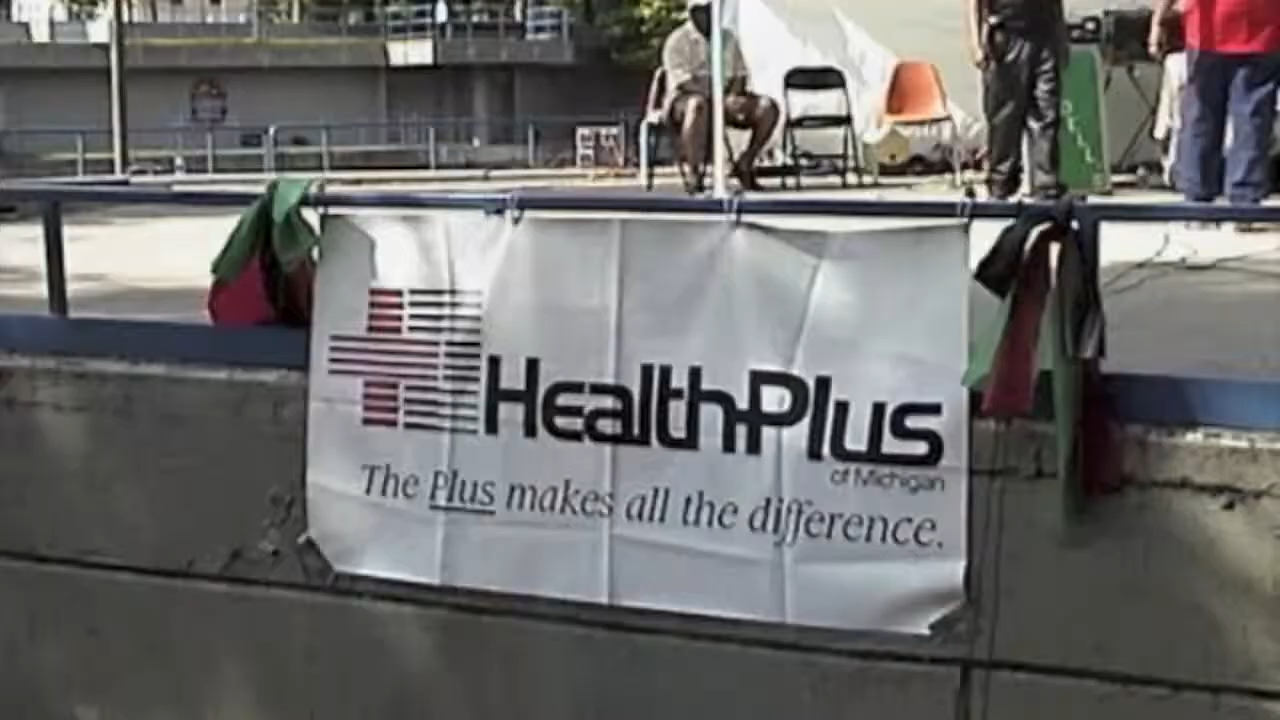 HealthPlus
of Michigan
The Plus makes all the difference.